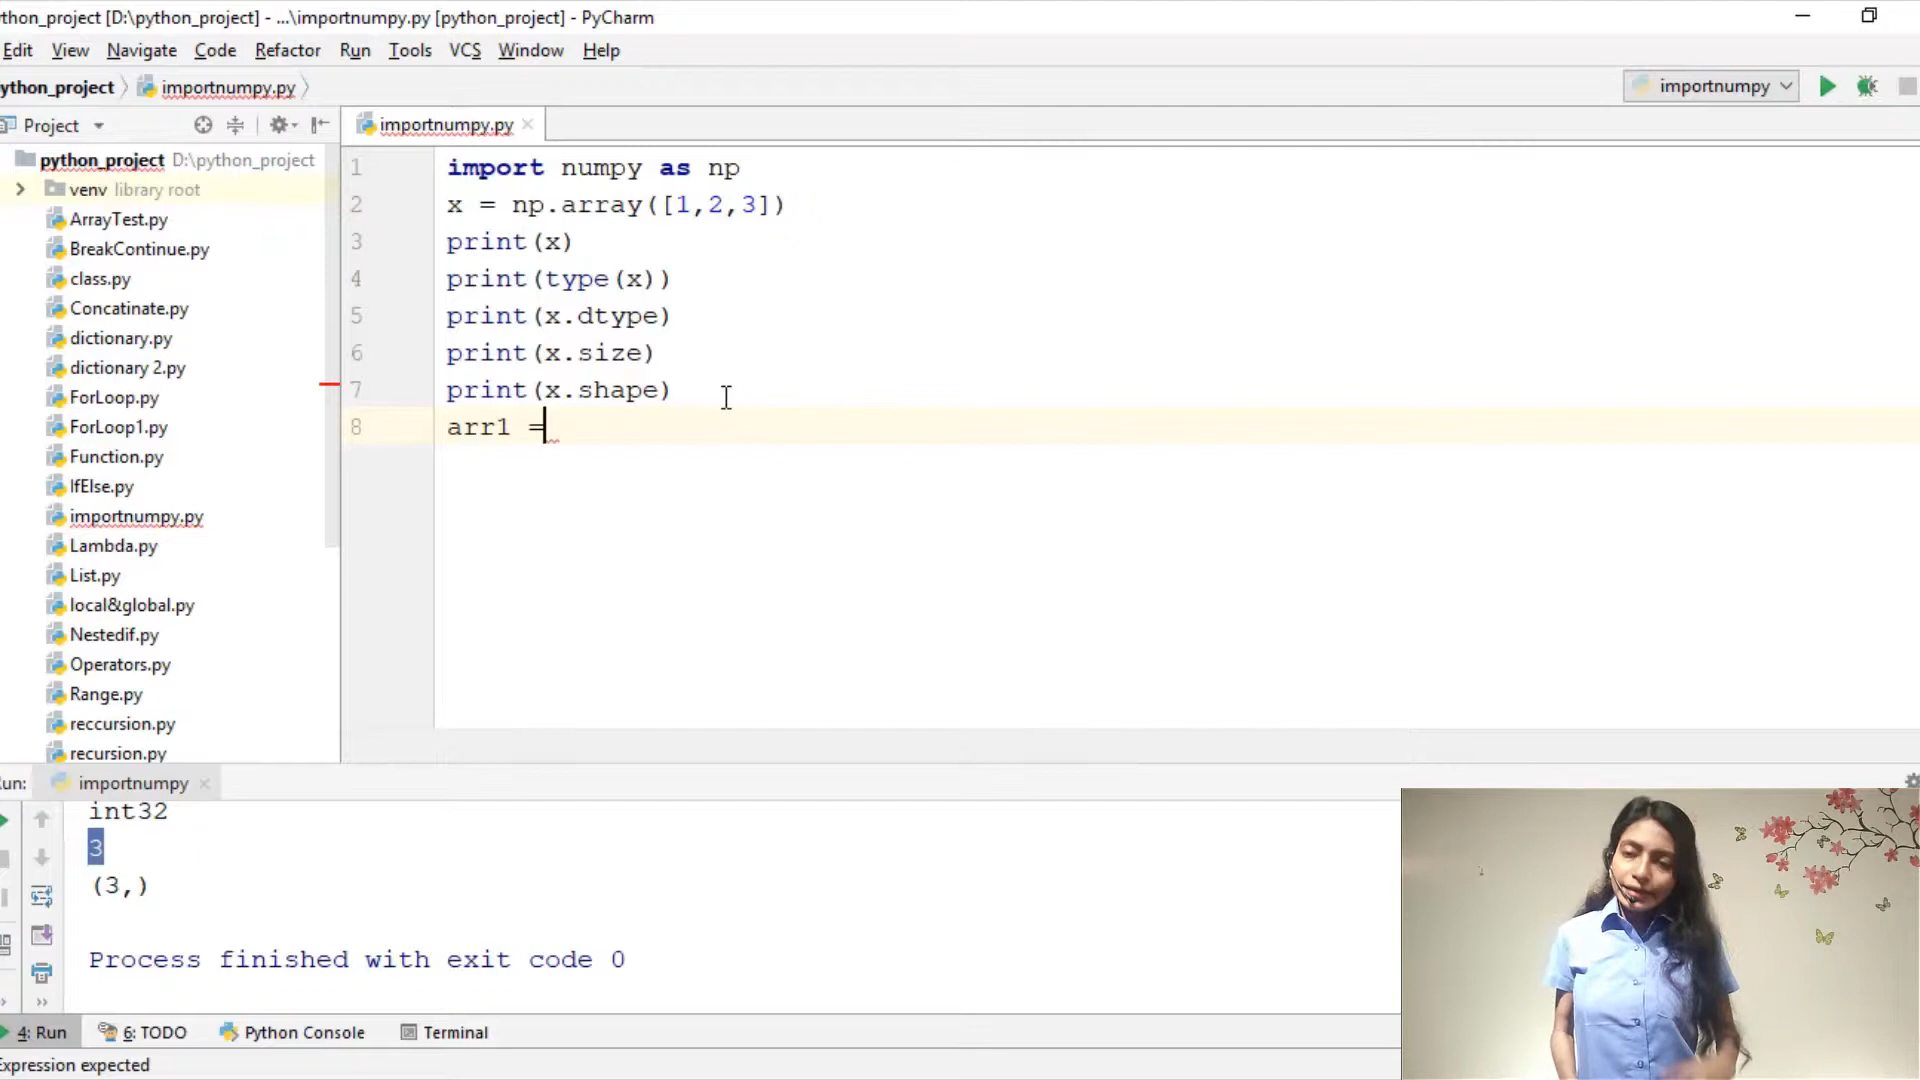 thon_project [D:\python_project] - ...\importnumpy.py [python_project] - PyCharm
Edit View Navigate Code Refactor Run Tools VCS Window Help
ython_project importnumpy.py importnumpy
Project importnumpy.py
python_project D:\python_project
venv library root
ArrayTest.py
BreakContinue.py
class.py
Concatinate.py
dictionary.py
dictionary 2.py
ForLoop.py
ForLoop1.py
Function.py
IfElse.py
importnumpy.py
Lambda.py
List.py
local&global.py
Nestedif.py
Operators.py
Range.py
reccursion.py
recursion.py
1 import numpy as np
2 x = np.array([1,2,3])
3 print(x)
4 print(type(x))
5 print(x.dtype)
6 print(x.size)
7 print(x.shape)
8 arr1 =
un: importnumpy
int32
3
(3,)
Process finished with exit code 0
4: Run 6: TODO Python Console Terminal
Expression expected